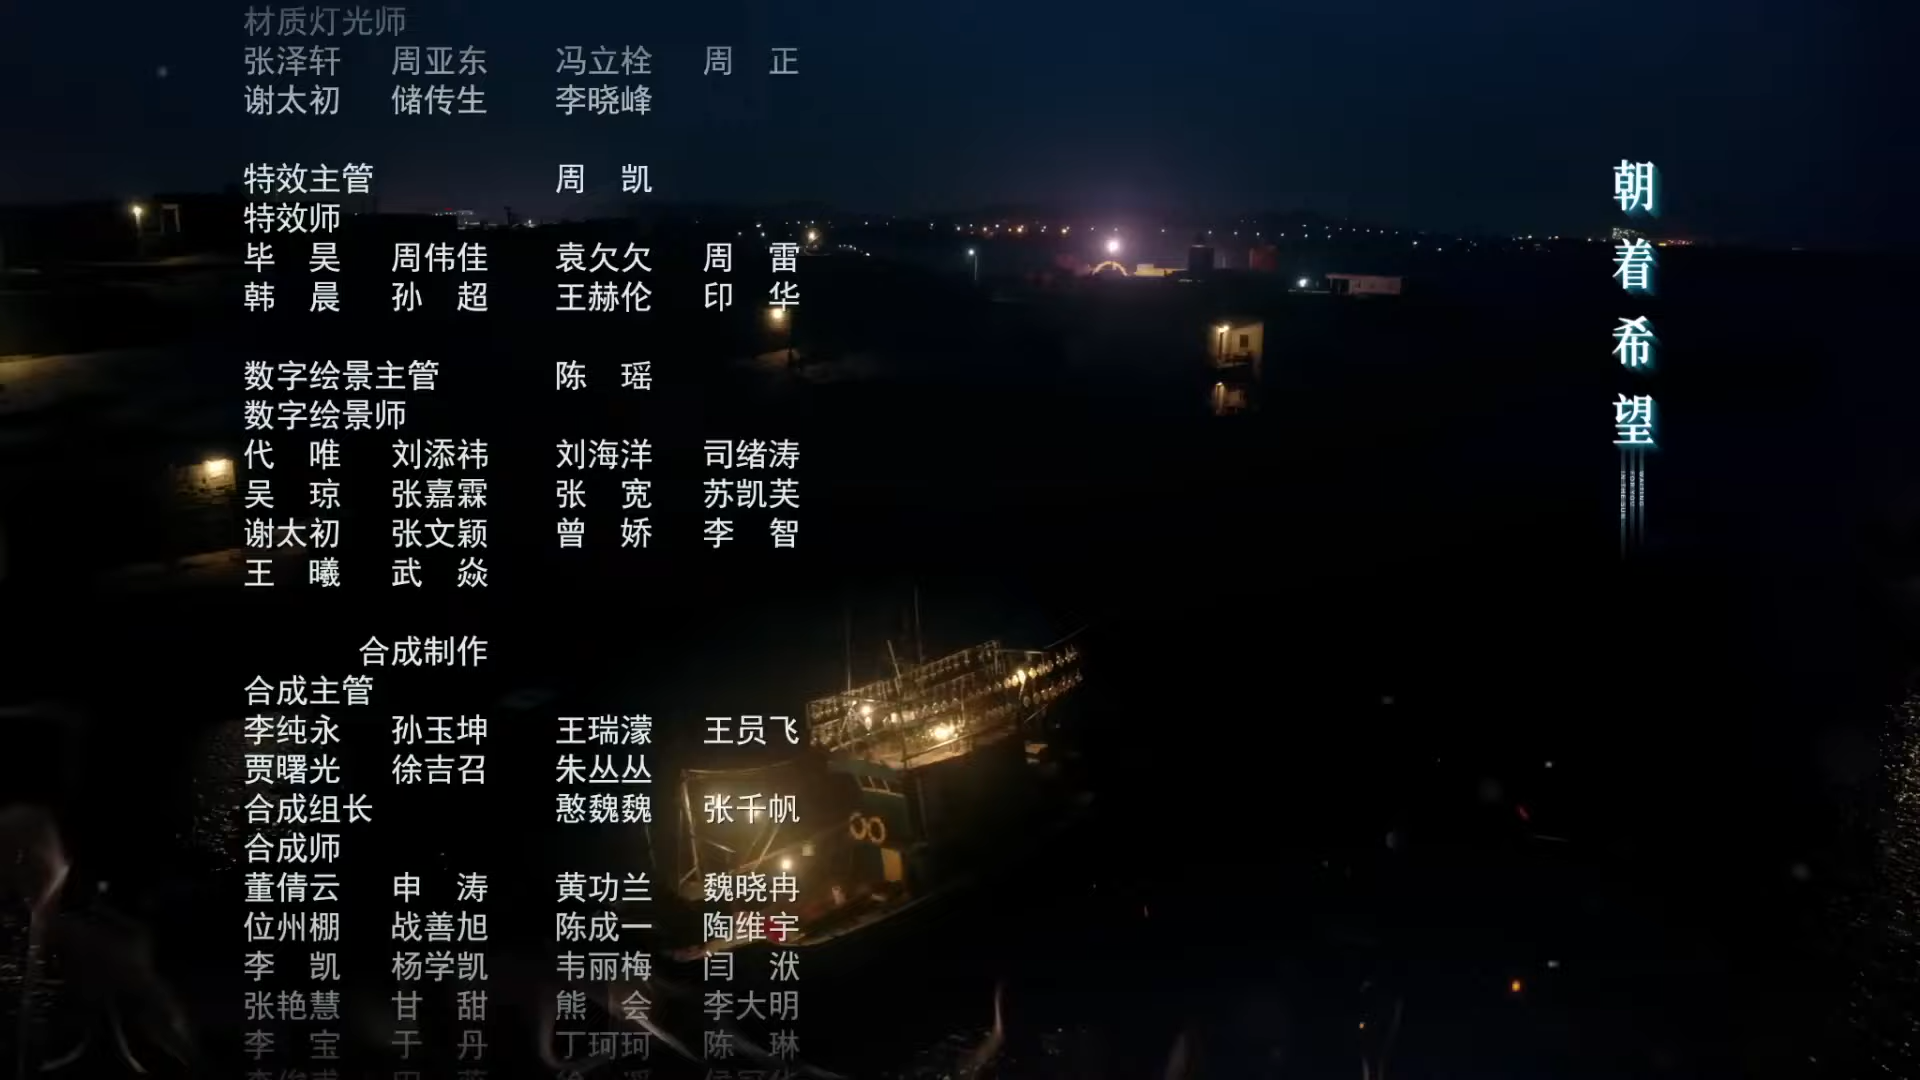 材质灯光师
张泽轩 周亚东 冯立栓 周 正
谢太初 储传生 李晓峰
特效主管 周 凯
特效师
毕 昊 周伟佳 袁欠欠 周 雷
韩 晨 孙 超 王赫伦 印 华
数字绘景主管 陈 瑶
数字绘景师
代 唯 刘添祎 刘海洋 司绪涛
吴 琼 张嘉霖 张 宽 苏凯芙
谢太初 张文颖 曾 娇 李 智
王 曦 武 焱
合成制作
合成主管
李纯永 孙玉坤 王瑞濛 王员飞
贾曙光 徐吉召 朱丛丛
合成组长 憨魏魏 张千帆
合成师
董倩云 申 涛 黄功兰 魏晓冉
位州棚 战善旭 陈成一 陶维宇
李 凯 杨学凯 韦丽梅 闫 洑
张艳慧 甘 甜 熊 会 李大明
李 宝 于 丹 丁珂珂 陈 琳
朝着希望